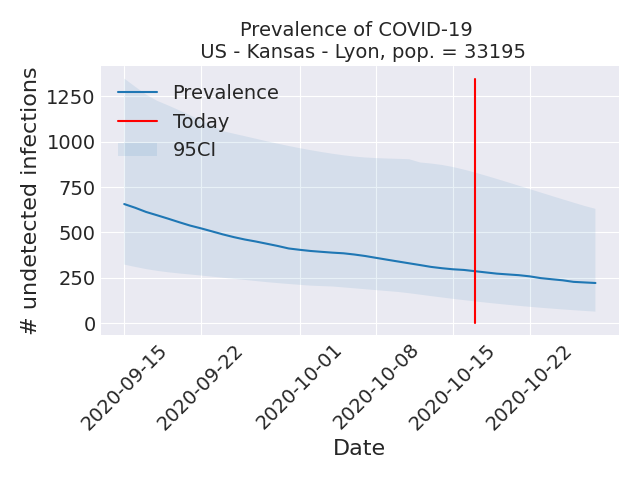 Prevalence of COVID-19
US - Kansas - Lyon, pop. = 33195
# undetected infections
1250
1000
750
500
250
0
Prevalence
Today
95CI
2020-09-15
2020-09-22
2020-10-01
2020-10-08
2020-10-15
2020-10-22
Date